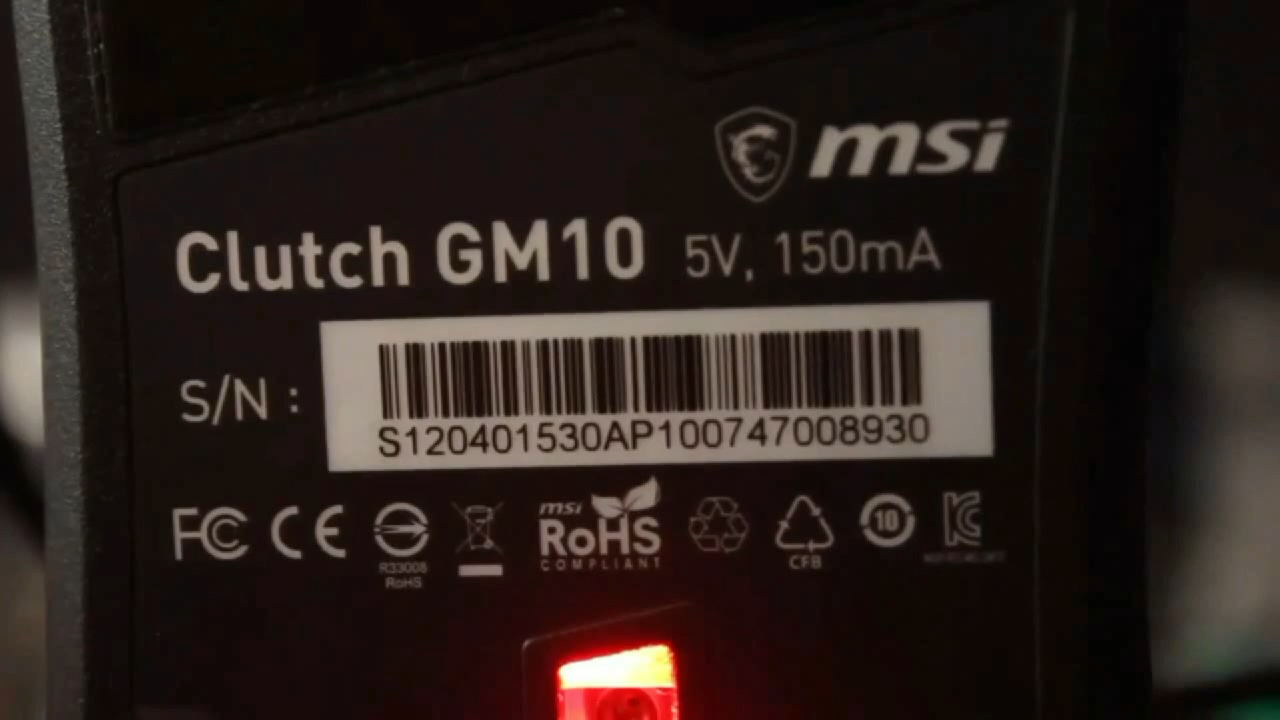 msi
Clutch GM10 5V, 150mA
S/N :
S120401530AP100747008930
FC CE
R33008
RoHS
msi
RoHS
COMPLIANT
CFB
10